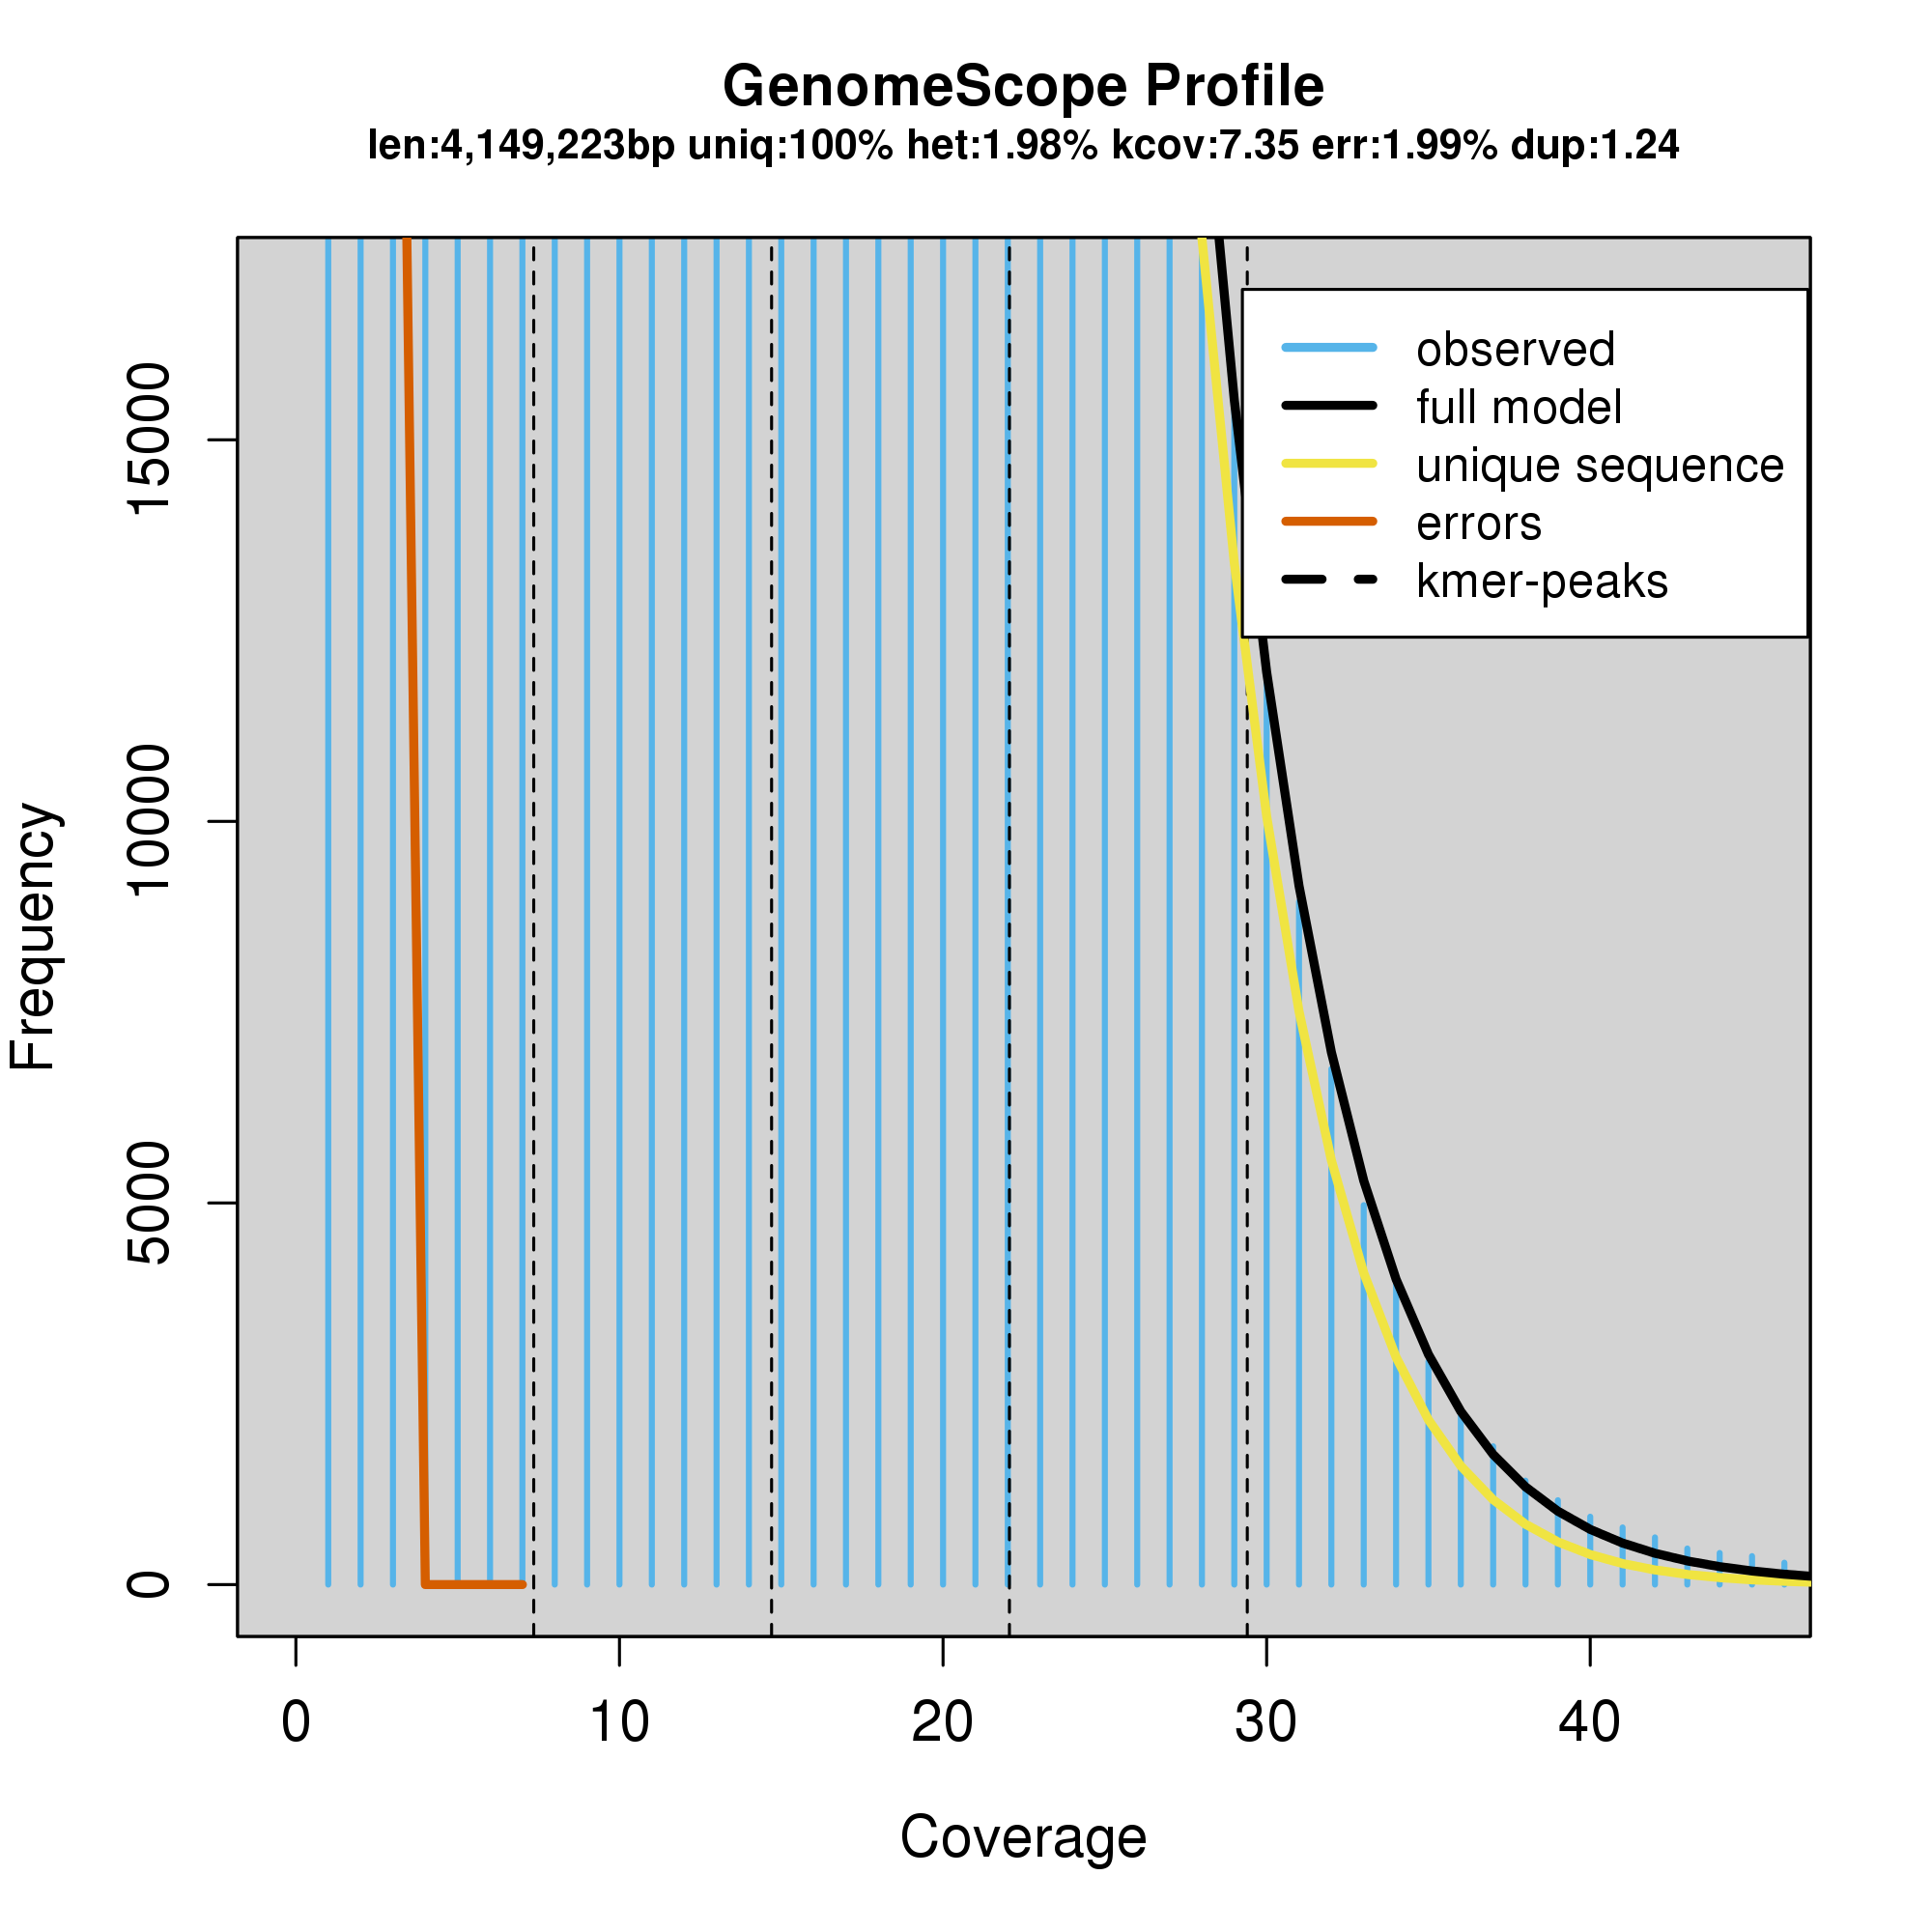 GenomeScope Profile
len:4,149,223bp uniq:100% het:1.98% kcov:7.35 err:1.99% dup:1.24
observed
full model
unique sequence
errors
kmer-peaks
Frequency
15000
10000
5000
0
0 10 20 30 40
Coverage